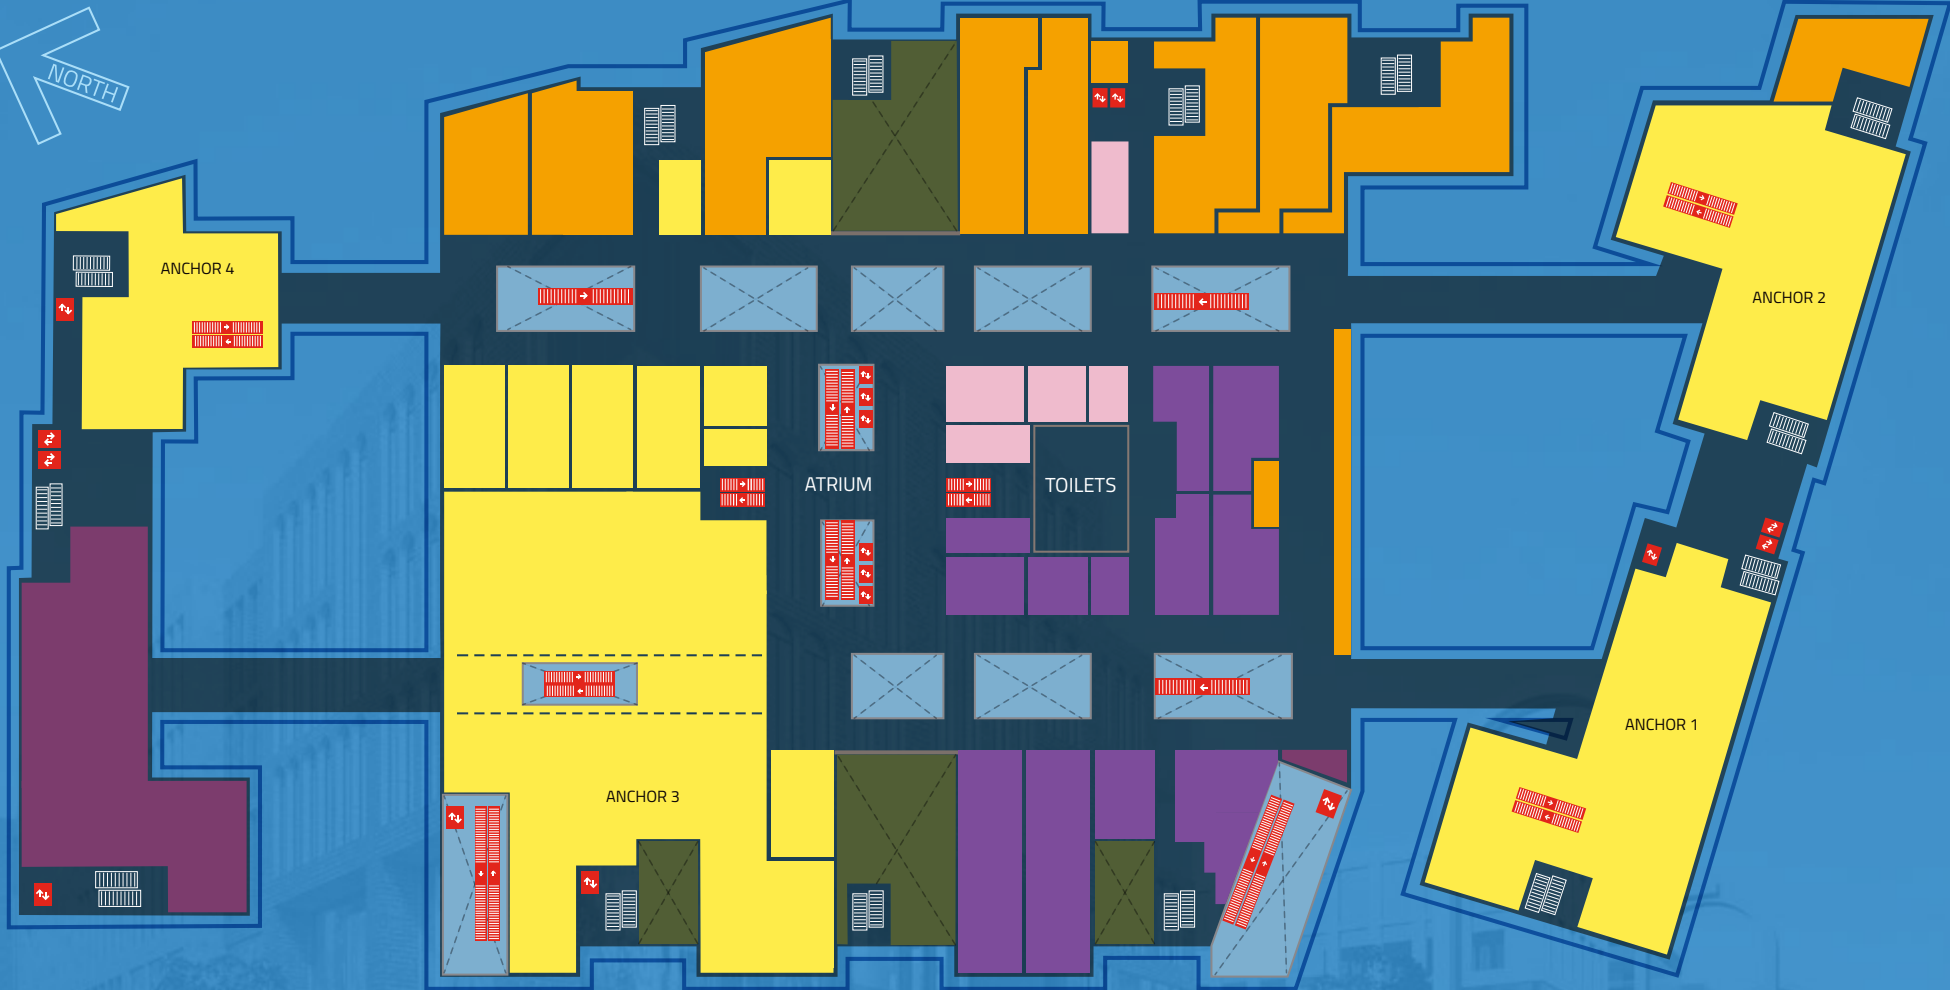 NORTH
ANCHOR 4
ANCHOR 2
ATRIUM
TOILETS
ANCHOR 1
ANCHOR 3